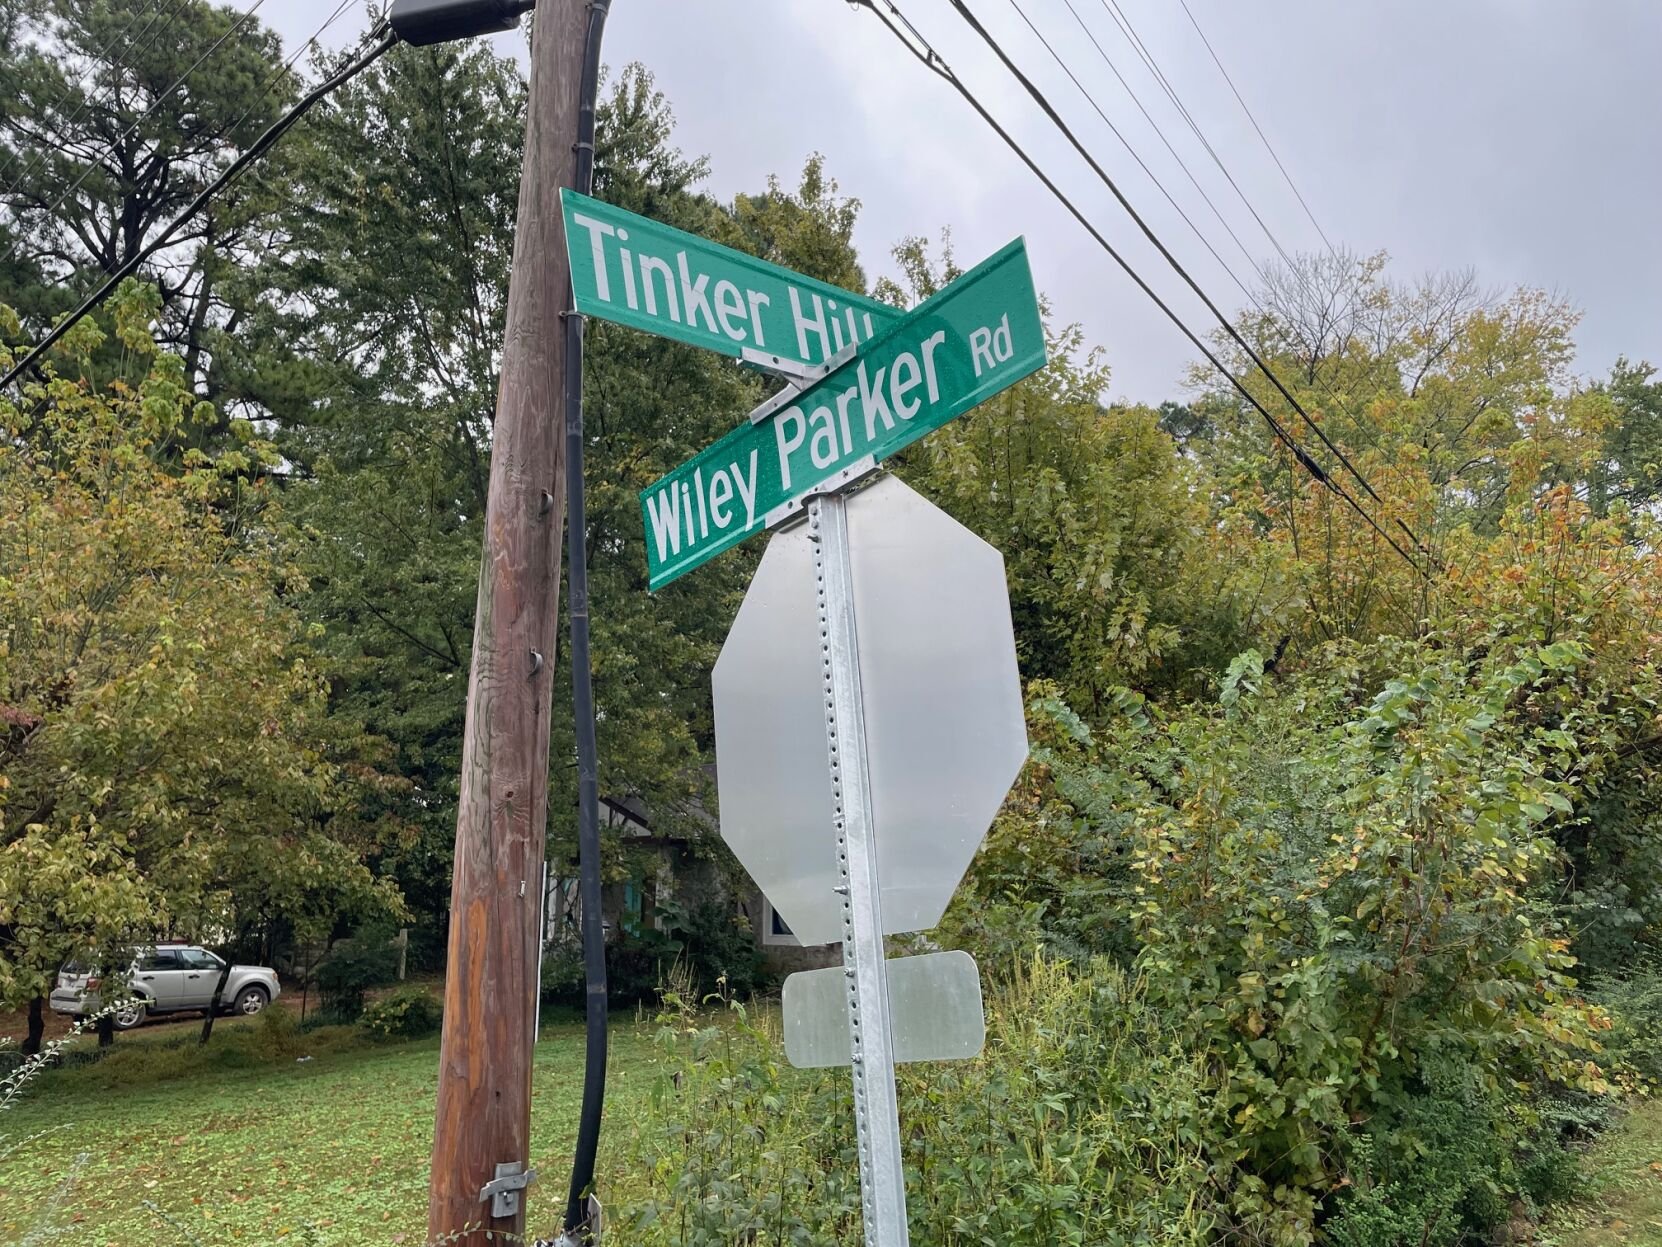 Tinker Hill
Wiley Parker Rd